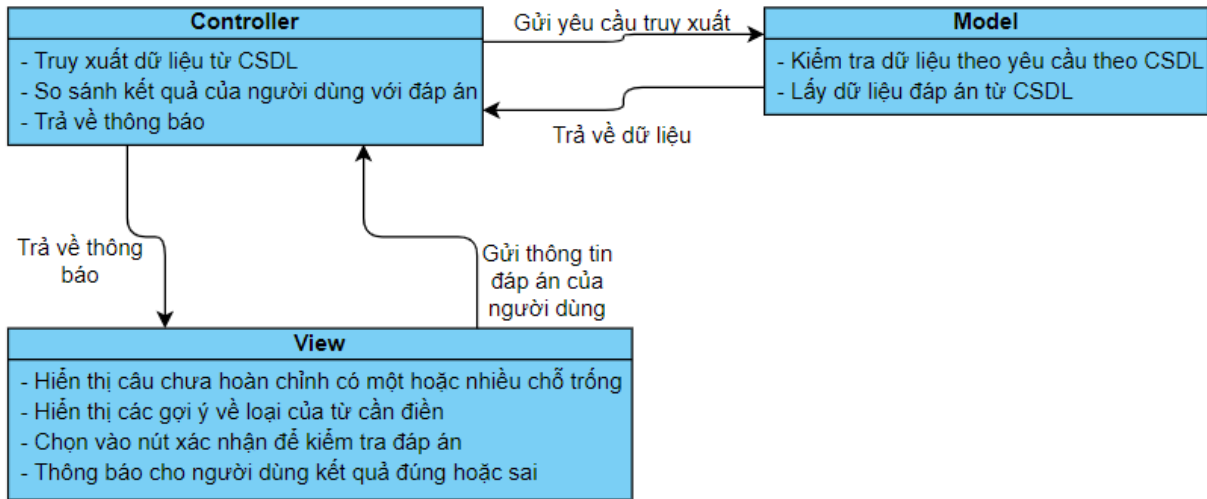 Controller
- Truy xuất dữ liệu từ CSDL
- So sánh kết quả của người dùng với đáp án
- Trả về thông báo
Gửi yêu cầu truy xuất
Model
- Kiểm tra dữ liệu theo yêu cầu theo CSDL
- Lấy dữ liệu đáp án từ CSDL
Trả về dữ liệu
Trả về thông
báo
Gửi thông tin
đáp án của
người dùng
View
- Hiển thị câu chưa hoàn chỉnh có một hoặc nhiều chỗ trống
- Hiển thị các gợi ý về loại của từ cần điền
- Chọn vào nút xác nhận để kiểm tra đáp án
- Thông báo cho người dùng kết quả đúng hoặc sai